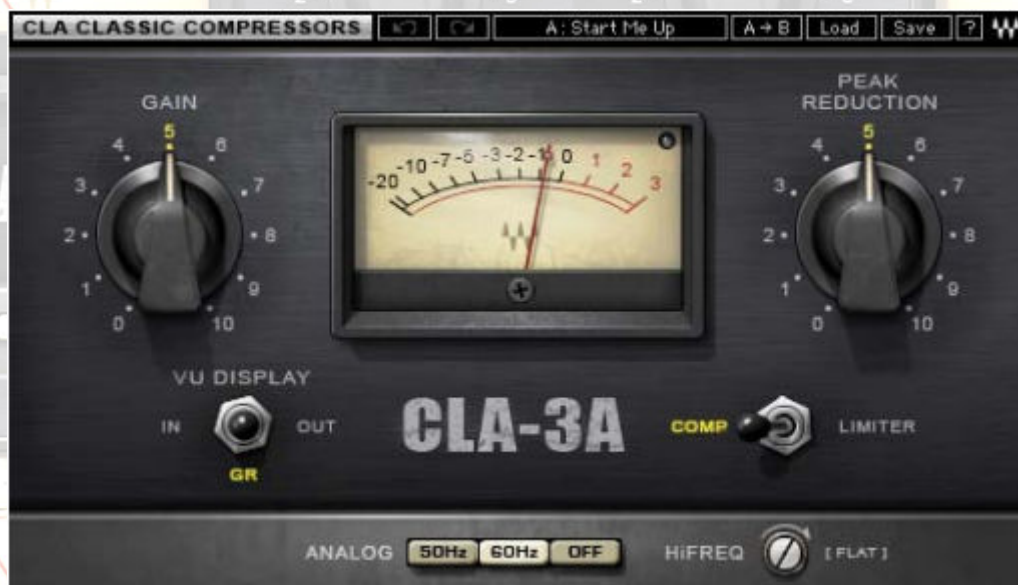 CLA CLASSIC COMPRESSORS A: Start Me Up A→B Load Save ?
GAIN
0 1 2 3 4 5 6 7 8 9 10
-20 -10 -7 -5 -3 -2 -1 0 1 2 3
PEAK
REDUCTION
0 1 2 3 4 5 6 7 8 9 10
VU DISPLAY
IN OUT
GR
CLA-3A
COMP LIMITER
ANALOG 50Hz 60Hz OFF HiFREQ [FLAT]